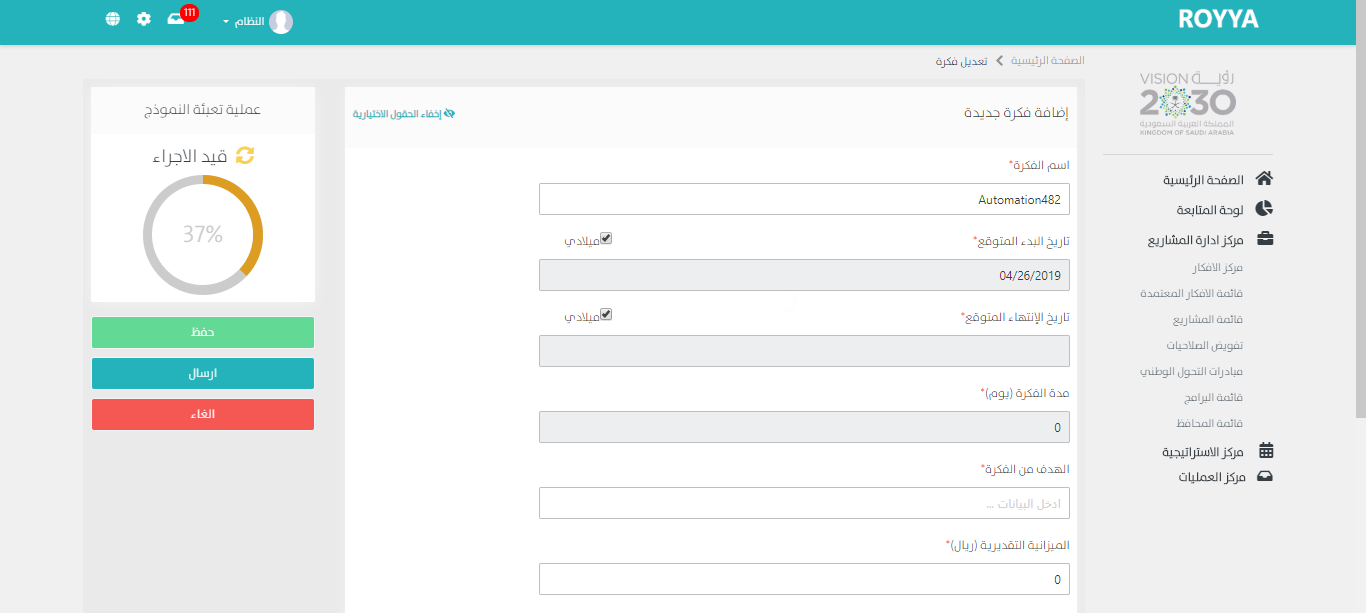 ROYYA
النظام
111
الصفحة الرئيسية
تعديل فكرة
VISION رؤيــة
2030
المملكة العربية السعودية
KINGDOM OF SAUDI ARABIA
الصفحة الرئيسية
لوحة المتابعة
مركز ادارة المشاريع
مركز الافكار
قائمة الافكار المعتمدة
قائمة المشاريع
تفويض الصلاحيات
مبادرات التحول الوطني
قائمة البرامج
قائمة المحافظ
مركز الاستراتيجية
مركز العمليات
إضافة فكرة جديدة
إخفاء الحقول الاختيارية
اسم الفكرة*
Automation482
تاريخ البدء المتوقع*
ميلادي
04/26/2019
تاريخ الإنتهاء المتوقع*
ميلادي
مدة الفكرة (يوم)*
0
الهدف من الفكرة*
ادخل البيانات ...
الميزانية التقديرية (ريال)*
0
عملية تعبئة النموذج
قيد الاجراء
37%
حفظ
ارسال
الغاء